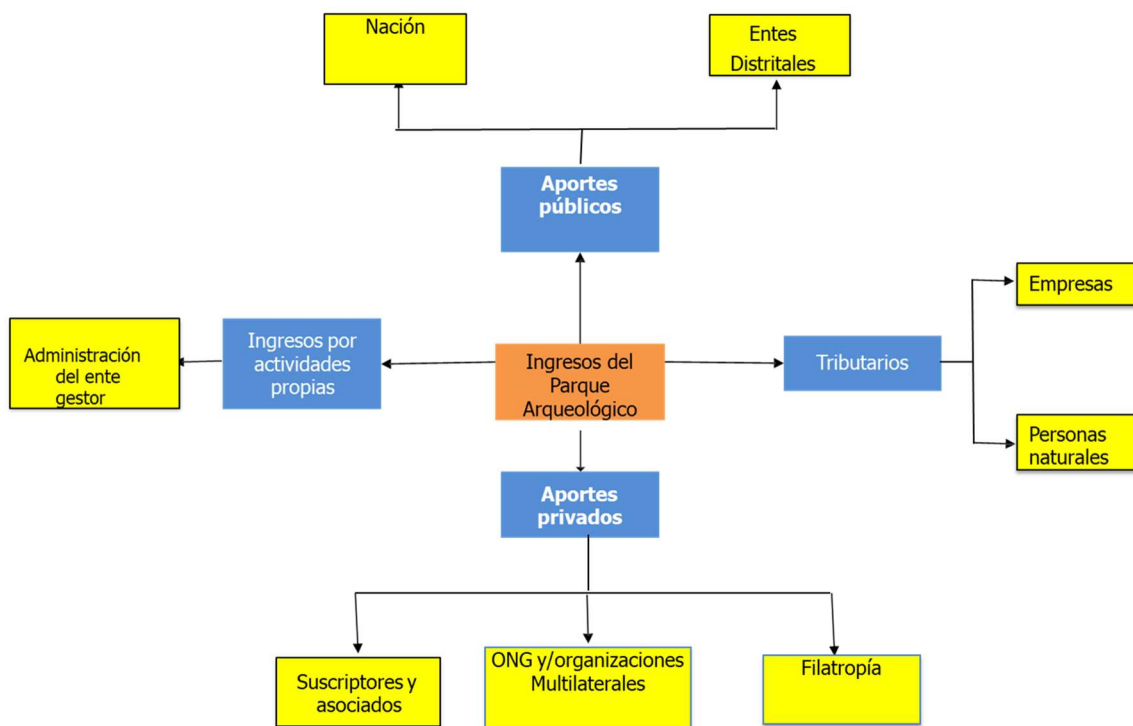 Nación
Entes
Distritales
Aportes
públicos
Empresas
Administración
del ente
gestor
Ingresos por
actividades
propias
Ingresos del
Parque
Arqueológico
Tributarios
Personas
naturales
Aportes
privados
Suscriptores y
asociados
ONG y/organizaciones
Multilaterales
Filatropía